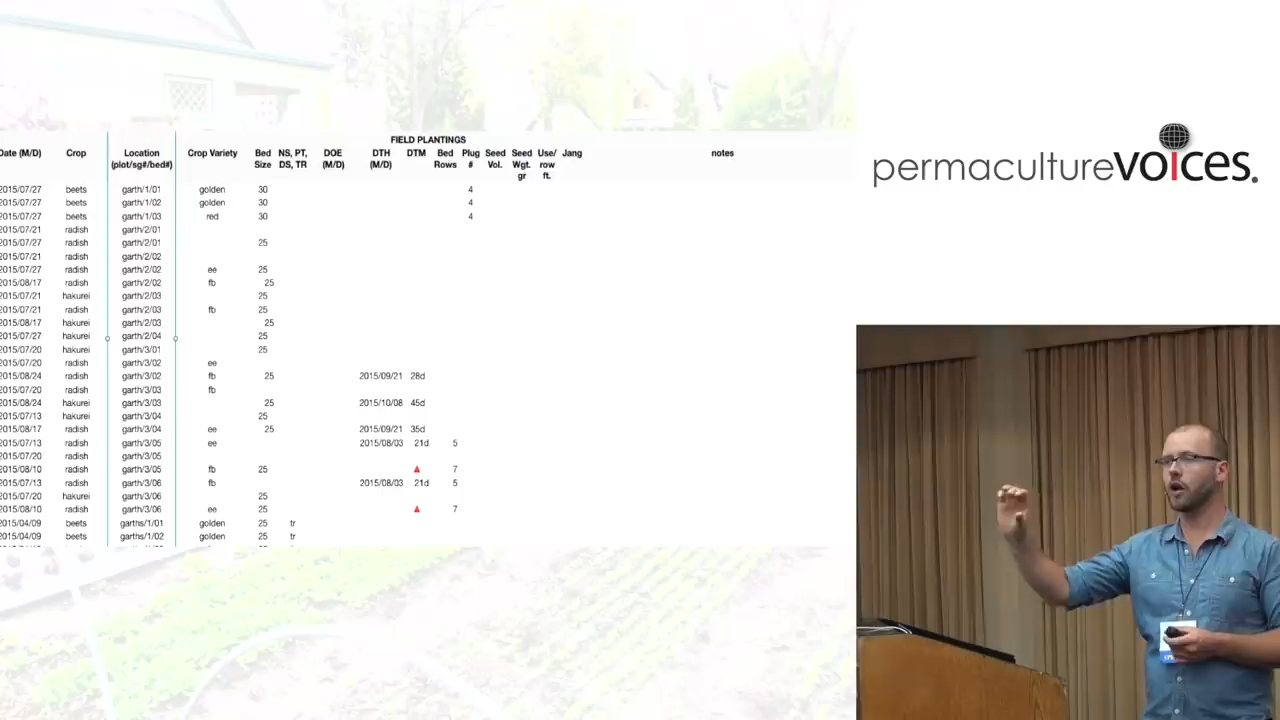 FIELD PLANTINGS
Date (M/D) Crop Location (plot/sg#/bed#) Crop Variety Bed Size NS, PT, DS, TR DOE (M/D) DTH (M/D) DTM Bed Rows Plug # Seed Vol. Seed Wgt. gr Use/ row ft. Jang notes
2015/07/27 beets garth/1/01 golden 30 4
2015/07/27 beets garth/1/02 golden 30 4
2015/07/27 beets garth/1/03 red 30 4
2015/07/21 radish garth/2/01
2015/07/27 radish garth/2/01 25
2015/07/21 radish garth/2/02
2015/07/27 radish garth/2/02 ee 25
2015/08/17 radish garth/2/02 fb 25
2015/07/21 hakurei garth/2/03 25
2015/07/21 radish garth/2/03 fb 25
2015/08/17 hakurei garth/2/03 25
2015/07/27 hakurei garth/2/04 25
2015/07/20 hakurei garth/3/01 25
2015/07/20 radish garth/3/02 ee
2015/08/24 radish garth/3/02 fb 25 2015/09/21 28d
2015/07/20 radish garth/3/03 fb
2015/08/24 hakurei garth/3/03 25 2015/10/08 45d
2015/07/13 hakurei garth/3/04 25
2015/08/17 radish garth/3/04 ee 25 2015/09/21 35d
2015/07/13 radish garth/3/05 ee 2015/08/03 21d 5
2015/07/20 radish garth/3/05
2015/08/10 radish garth/3/05 fb 25 7
2015/07/13 radish garth/3/06 fb 2015/08/03 21d 5
2015/07/20 hakurei garth/3/06 25
2015/08/10 radish garth/3/06 ee 25 7
2015/04/09 beets garths/1/01 golden 25 tr
2015/04/09 beets garths/1/02 golden 25 tr
permaculturevoices.